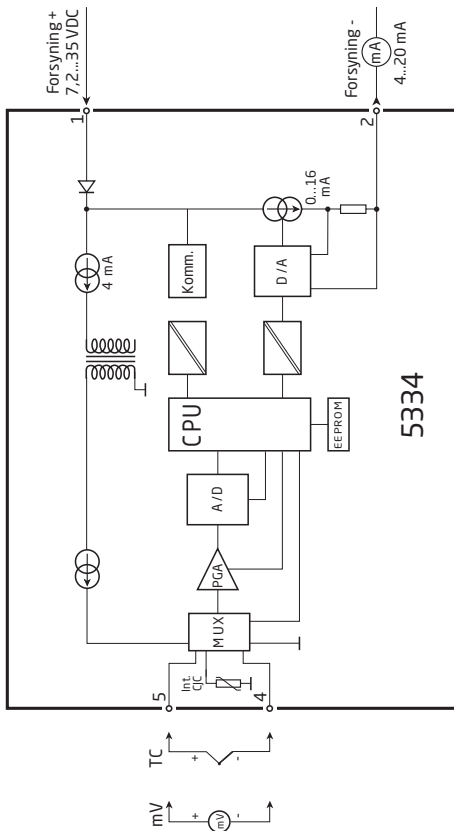 Forsyning +
7,2...35 VDC
Forsyning -
mA
4...20 mA
1
2
4 mA
0...16
mA
Komm.
D/A
CPU
EEPROM
A/D
PGA
MUX
Int.
CJC
5
4
TC
+
-
mV
+
mV
-
5334